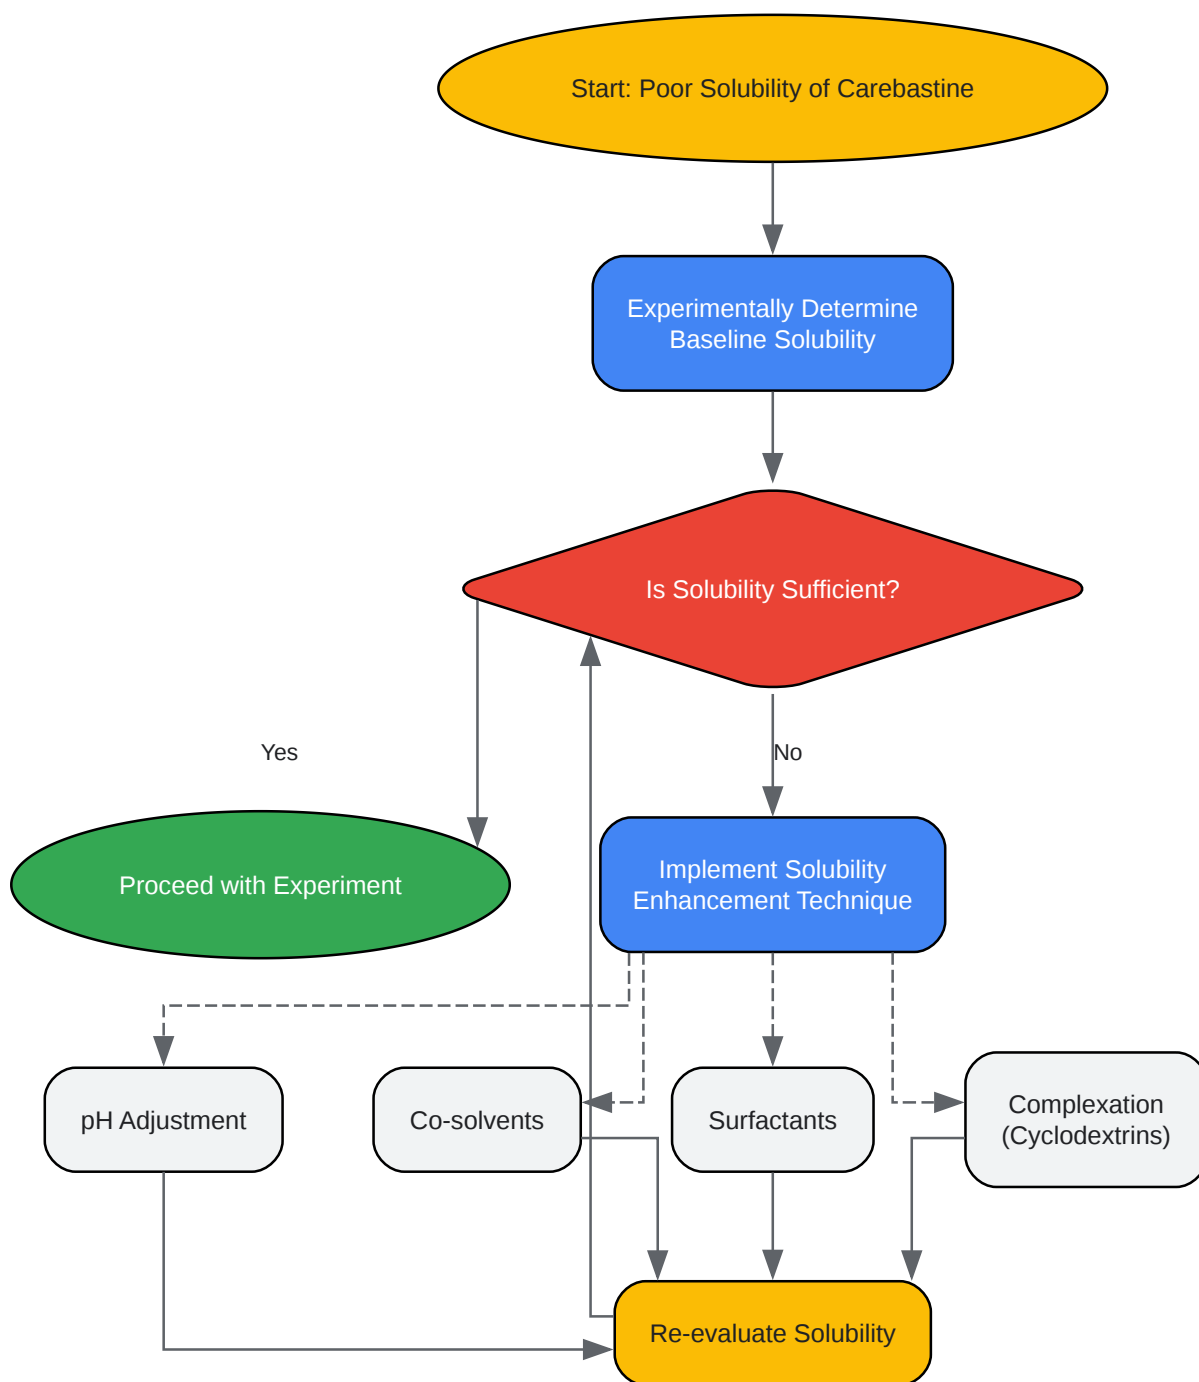 Start: Poor Solubility of Carebastine
Experimentally Determine
Baseline Solubility
Is Solubility Sufficient?
Yes
No
Proceed with Experiment
Implement Solubility
Enhancement Technique
pH Adjustment
Co-solvents
Surfactants
Complexation
(Cyclodextrins)
Re-evaluate Solubility